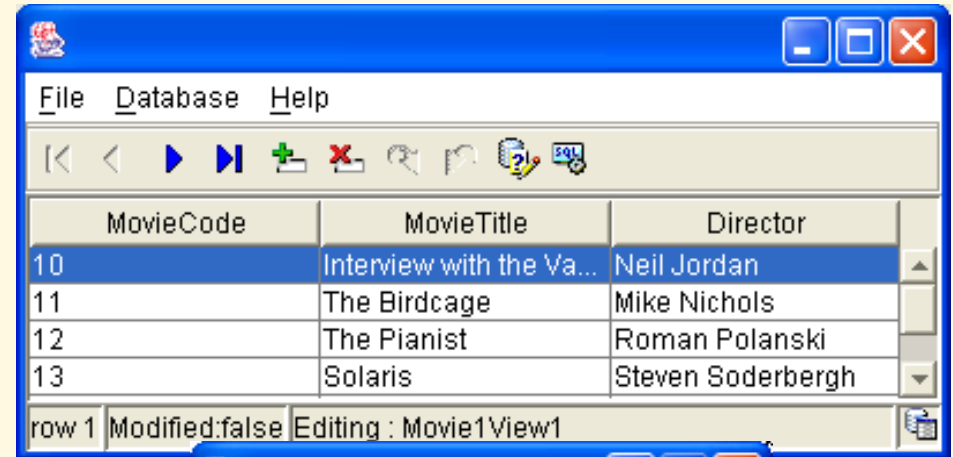 File Database Help
SQL
MovieCode MovieTitle Director
10 Interview with the Va... Neil Jordan
11 The Birdcage Mike Nichols
12 The Pianist Roman Polanski
13 Solaris Steven Soderbergh
row 1 Modified:false Editing : Movie1View1